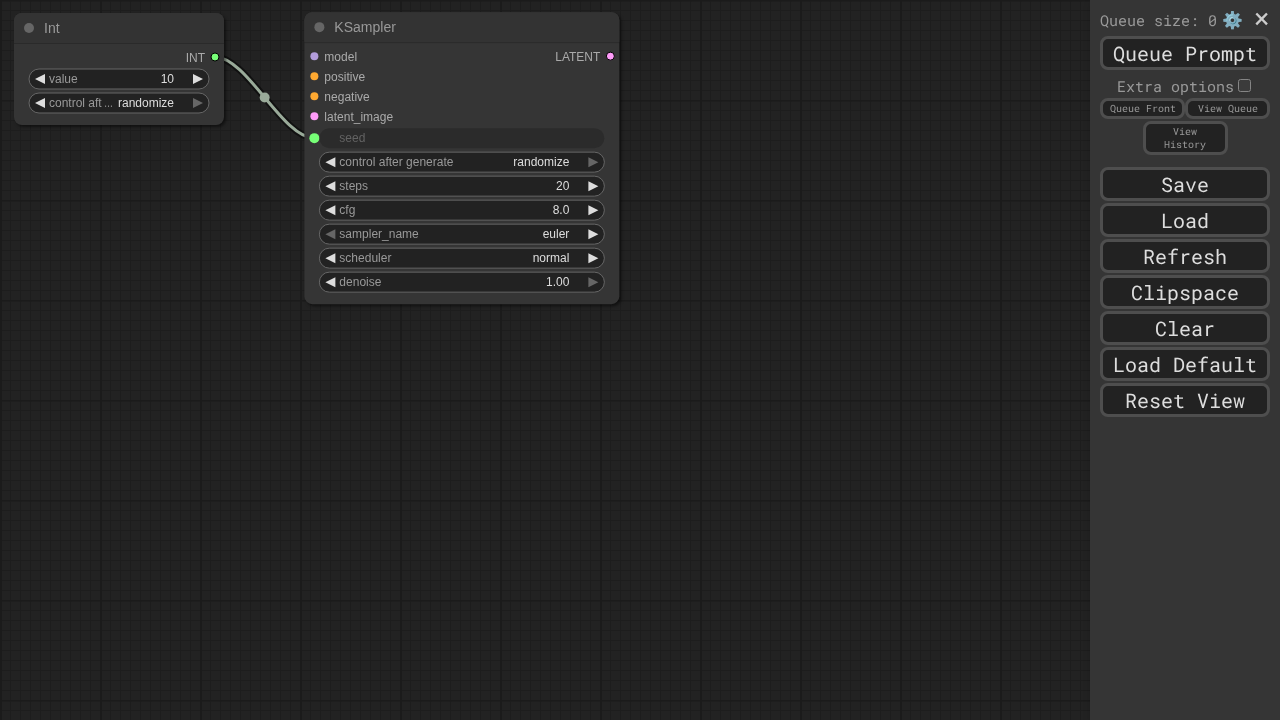 Int
INT
value 10
control aft ... randomize
KSampler
model LATENT
positive
negative
latent_image
seed
control after generate randomize
steps 20
cfg 8.0
sampler_name euler
scheduler normal
denoise 1.00
Queue size: 0
Queue Prompt
Extra options
Queue Front View Queue
View
History
Save
Load
Refresh
Clipspace
Clear
Load Default
Reset View